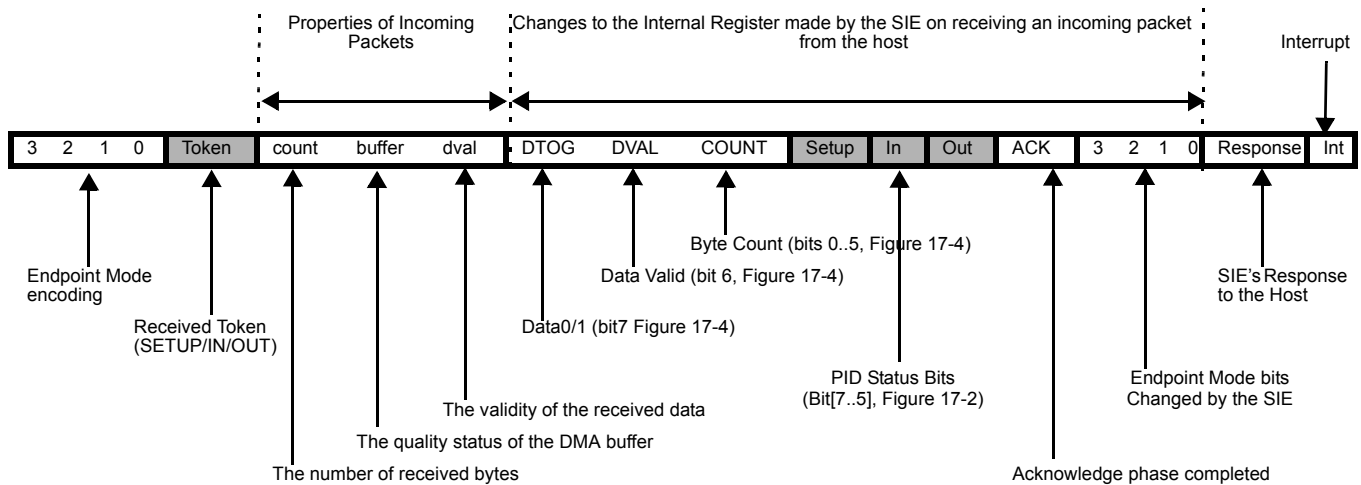 Properties of Incoming
Packets
Changes to the Internal Register made by the SIE on receiving an incoming packet
from the host
Interrupt
3 2 1 0 Token count buffer dval DTOG DVAL COUNT Setup In Out ACK 3 2 1 0 Response Int
Byte Count (bits 0..5, Figure 17-4)
Endpoint Mode
encoding
Data Valid (bit 6, Figure 17-4)
SIE's Response
to the Host
Received Token
(SETUP/IN/OUT)
Data0/1 (bit7 Figure 17-4)
PID Status Bits
(Bit[7..5], Figure 17-2)
Endpoint Mode bits
Changed by the SIE
The validity of the received data
The quality status of the DMA buffer
The number of received bytes
Acknowledge phase completed